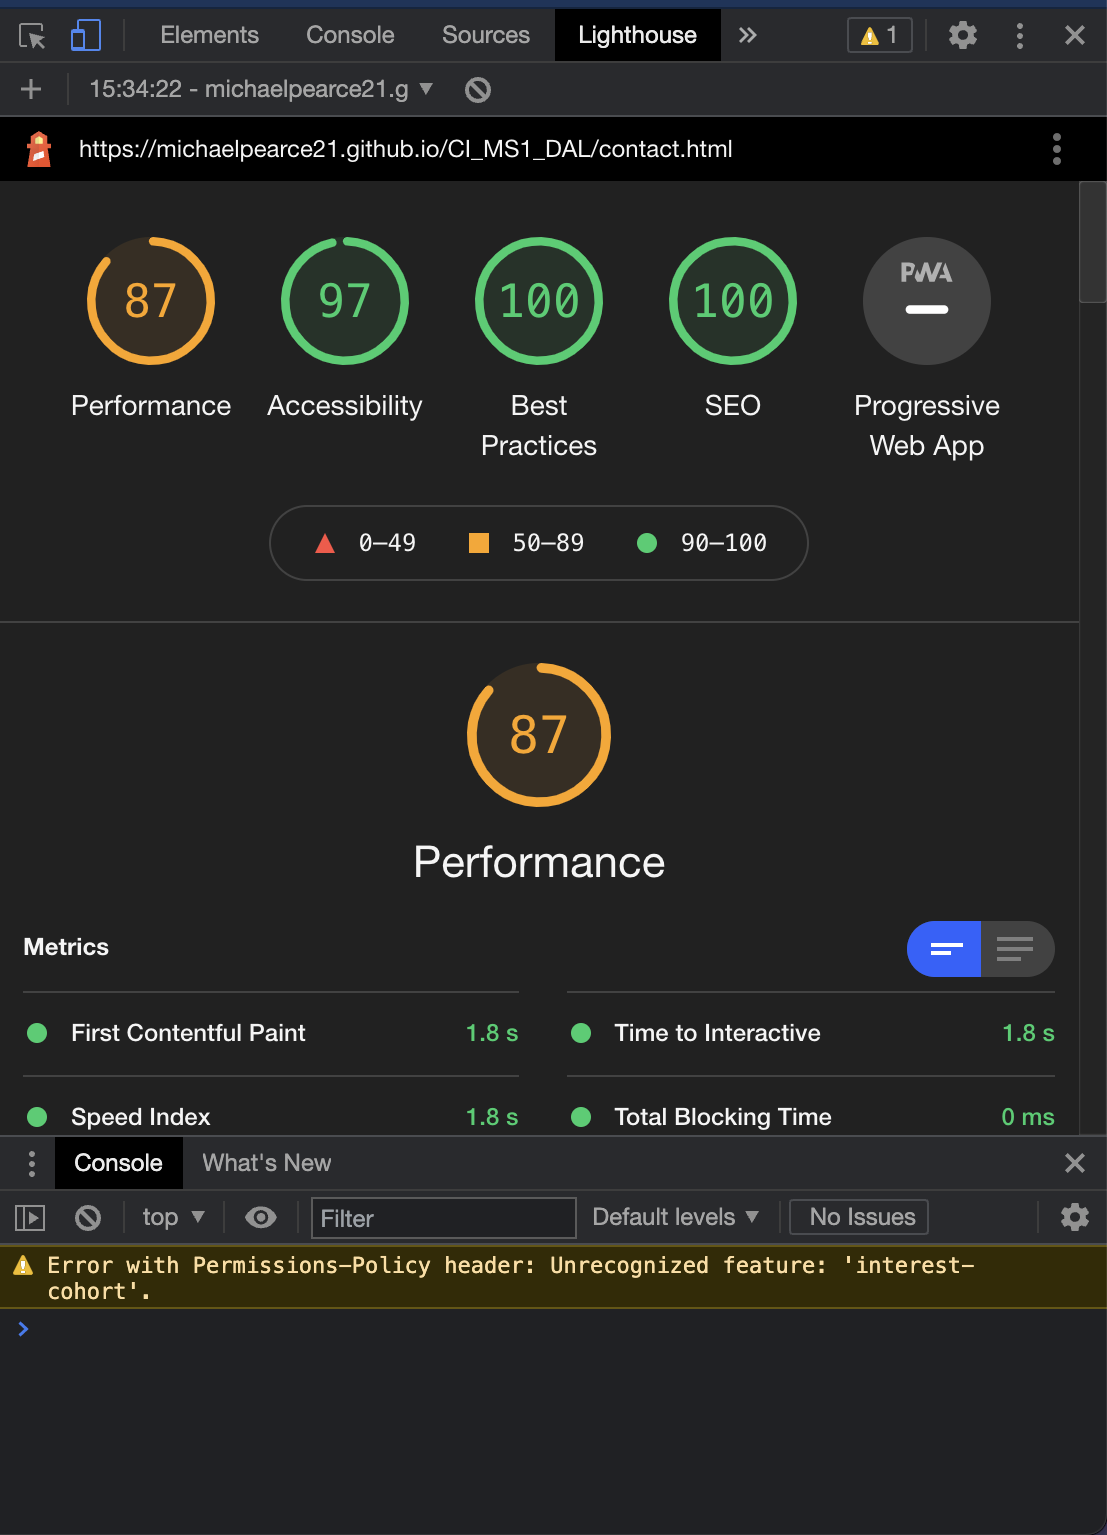 Elements Console Sources Lighthouse 1
15:34:22 - michaelpearce21.g
https://michaelpearce21.github.io/CI_MS1_DAL/contact.html
87 97 100 100 PWA
Performance Accessibility Best Practices SEO Progressive Web App
0–49 50–89 90–100
87
Performance
Metrics
First Contentful Paint 1.8 s Time to Interactive 1.8 s
Speed Index 1.8 s Total Blocking Time 0 ms
Console What's New
top Filter Default levels No Issues
Error with Permissions-Policy header: Unrecognized feature: 'interest-
cohort'.